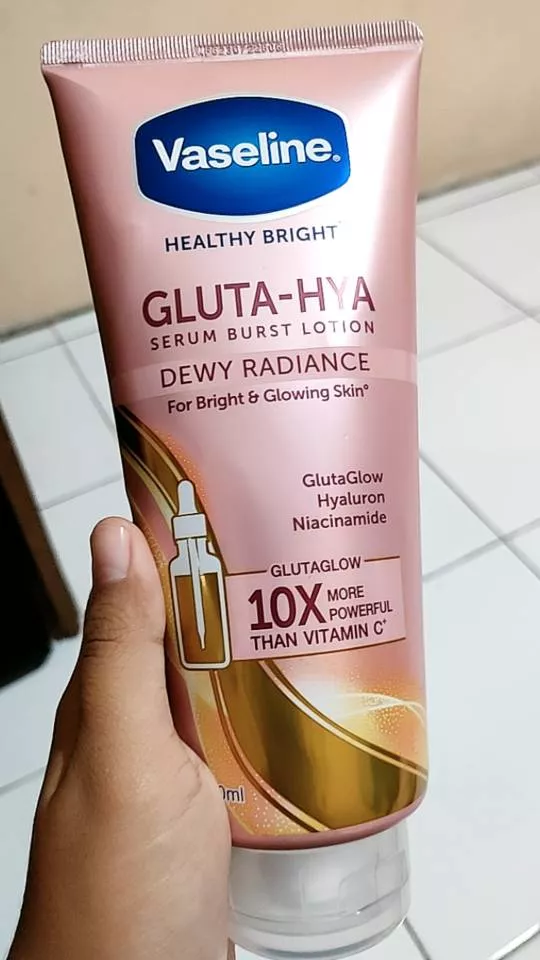 Vaseline.
HEALTHY BRIGHT
GLUTA-HYA
SERUM BURST LOTION
DEWY RADIANCE
For Bright & Glowing Skin°
GlutaGlow
Hyaluron
Niacinamide
GLUTAGLOW
10X MORE POWERFUL
THAN VITAMIN C*
0ml